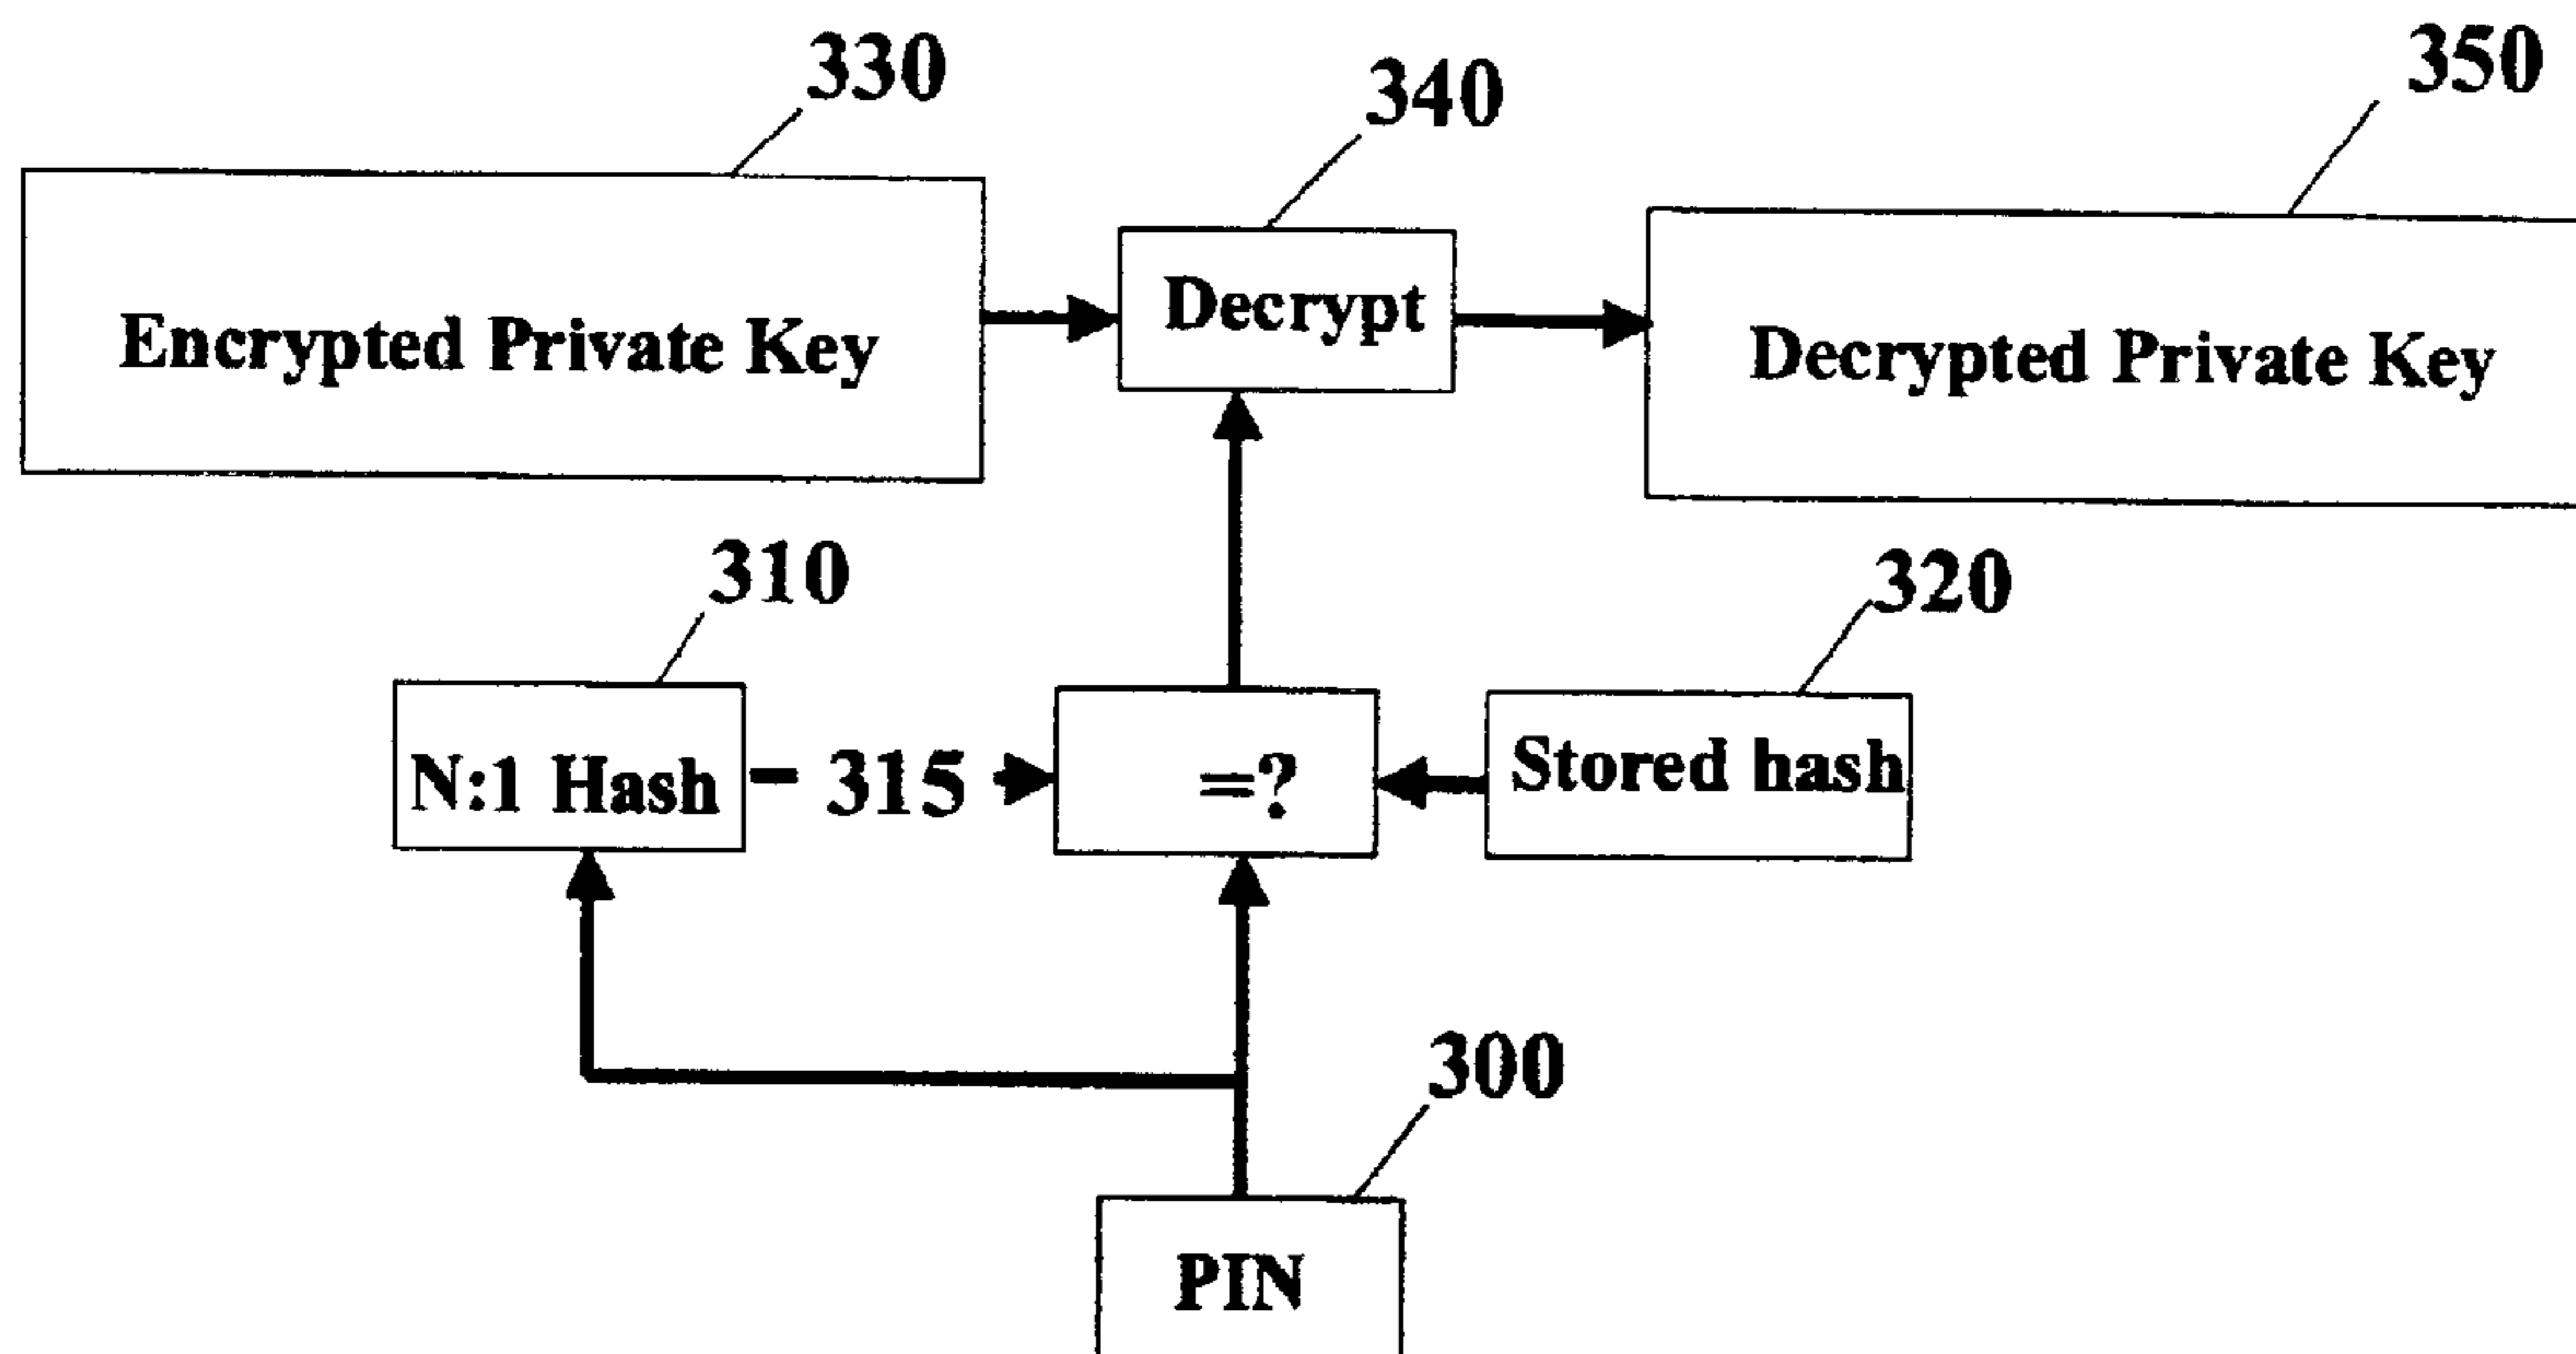 330
340
350
Encrypted Private Key
Decrypt
Decrypted Private Key
310
320
N:1 Hash
315
=?
Stored hash
300
PIN